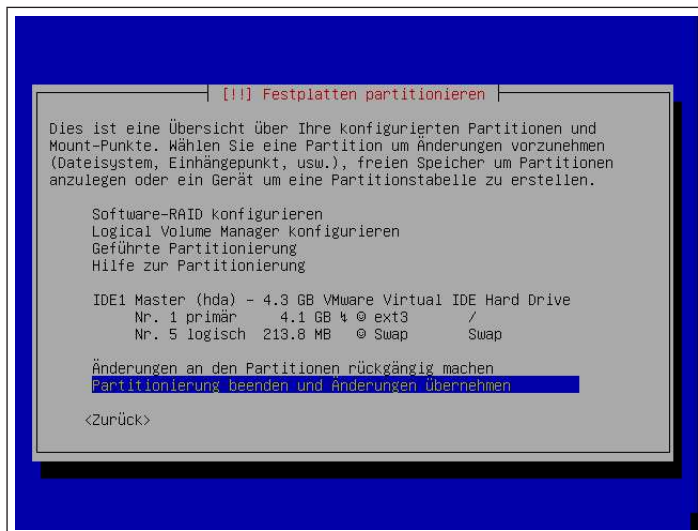 [!!] Festplatten partitionieren
Dies ist eine Übersicht über Ihre konfigurierten Partitionen und
Mount-Punkte. Wählen Sie eine Partition um Änderungen vorzunehmen
(Dateisystem, Einhängepunkt, usw.), freien Speicher um Partitionen
anzulegen oder ein Gerät um eine Partitionstabelle zu erstellen.
Software-RAID konfigurieren
Logical Volume Manager konfigurieren
Geführte Partitionierung
Hilfe zur Partitionierung
IDE1 Master (hda) - 4.3 GB VMware Virtual IDE Hard Drive
Nr. 1 primär 4.1 GB ↯ ☺ ext3 /
Nr. 5 logisch 213.8 MB ☺ Swap Swap
Änderungen an den Partitionen rückgängig machen
Partitionierung beenden und Änderungen übernehmen
<Zurück>